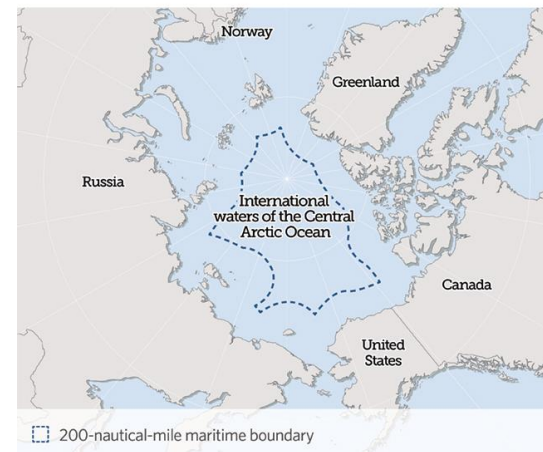 Norway
Greenland
Russia
International
waters of the Central
Arctic Ocean
Canada
United
States
200-nautical-mile maritime boundary